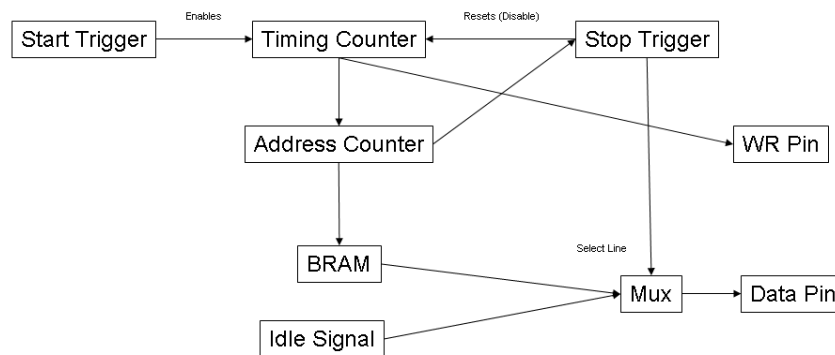 Enables
Resets (Disable)
Start Trigger
Timing Counter
Stop Trigger
Address Counter
WR Pin
Select Line
BRAM
Mux
Data Pin
Idle Signal